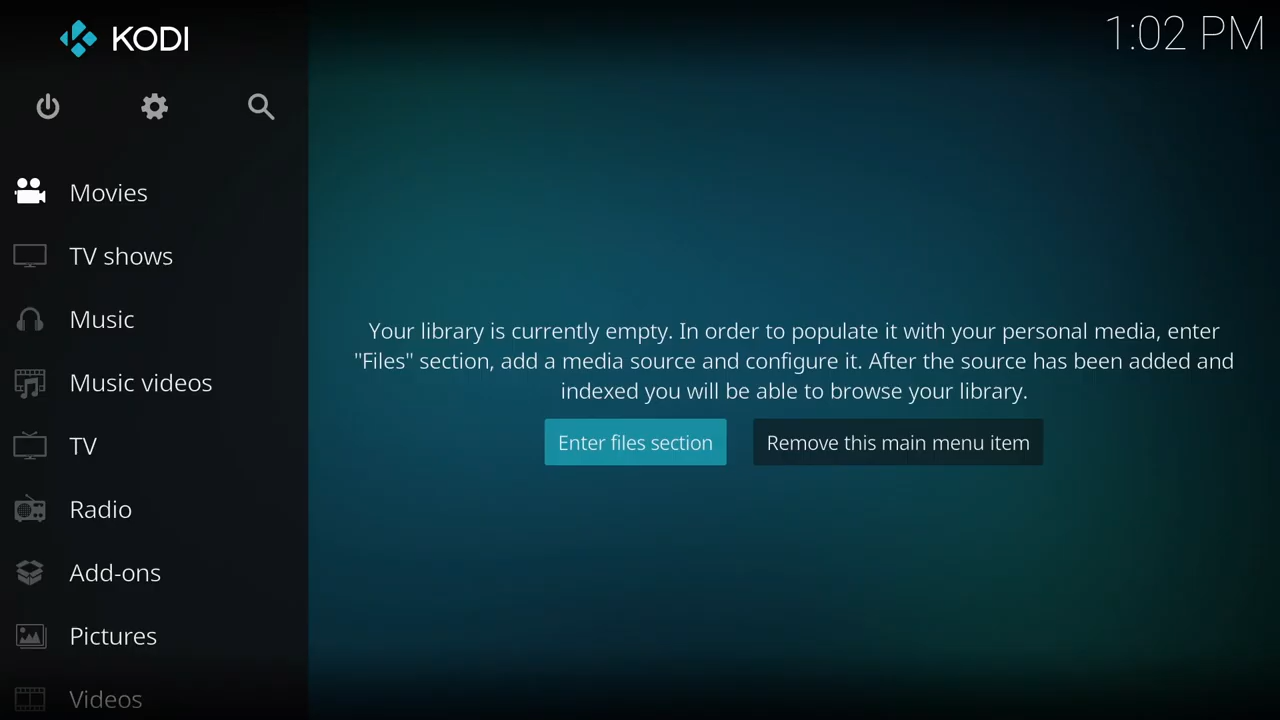 KODI
1:02 PM
Movies
TV shows
Music
Music videos
TV
Radio
Add-ons
Pictures
Videos
Your library is currently empty. In order to populate it with your personal media, enter
"Files" section, add a media source and configure it. After the source has been added and
indexed you will be able to browse your library.
Enter files section
Remove this main menu item